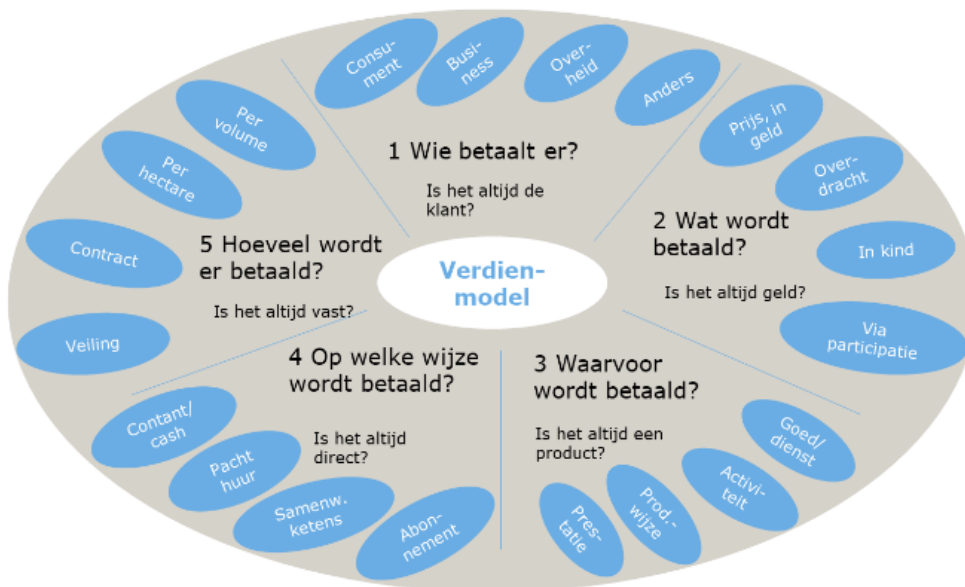 Consu-
ment
Busi-
ness
Over-
heid
Anders
1 Wie betaalt er?
Is het altijd de
klant?
Prijs, in
geld
Over-
dracht
In kind
Via
participatie
2 Wat wordt
betaald?
Is het altijd geld?
Goed/
dienst
Activi-
teit
Prod.-
wijze
Pres-
tatie
3 Waarvoor
wordt betaald?
Is het altijd een
product?
4 Op welke wijze
wordt betaald?
Is het altijd
direct?
Contant/
cash
Pacht
huur
Samenw.
ketens
Abon-
nement
5 Hoeveel wordt
er betaald?
Is het altijd vast?
Per
volume
Per
hectare
Contract
Veiling
Verdien-
model